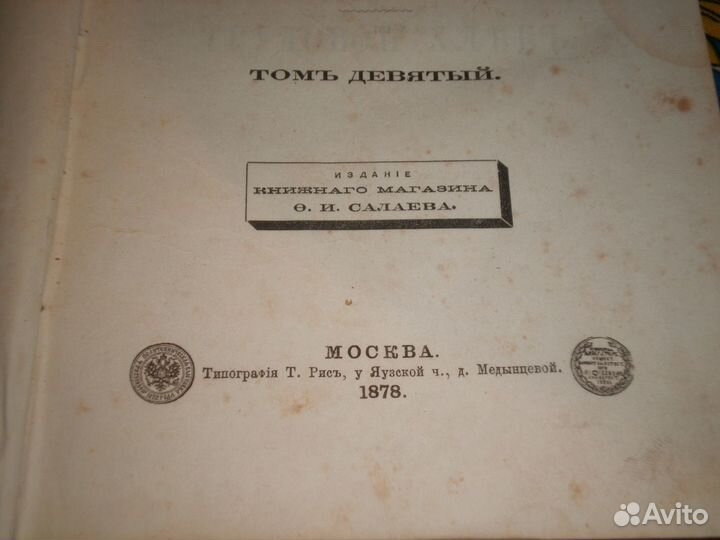 ТОМЪ ДЕВЯТЫЙ.
ИЗДАНІЕ
КНИЖНАГО МАГАЗИНА
Ѳ. И. САЛАЕВА.
МОСКВА.
Типографія Т. Рисъ, у Яузской ч., д. Медынцевой.
1878.
Avito